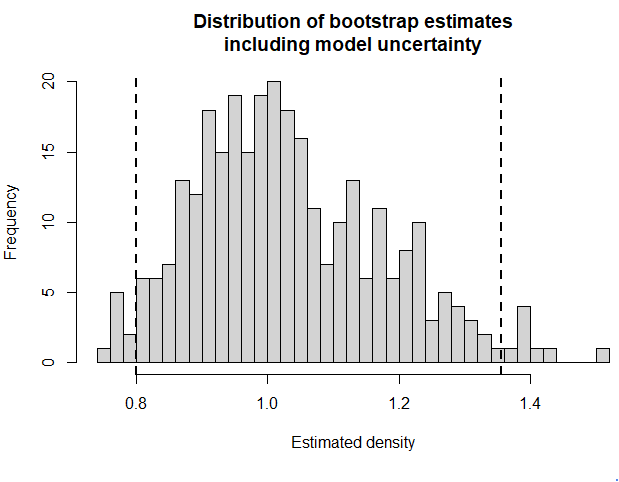 Distribution of bootstrap estimates
including model uncertainty
Frequency
20
15
10
5
0
0.8 1.0 1.2 1.4
Estimated density